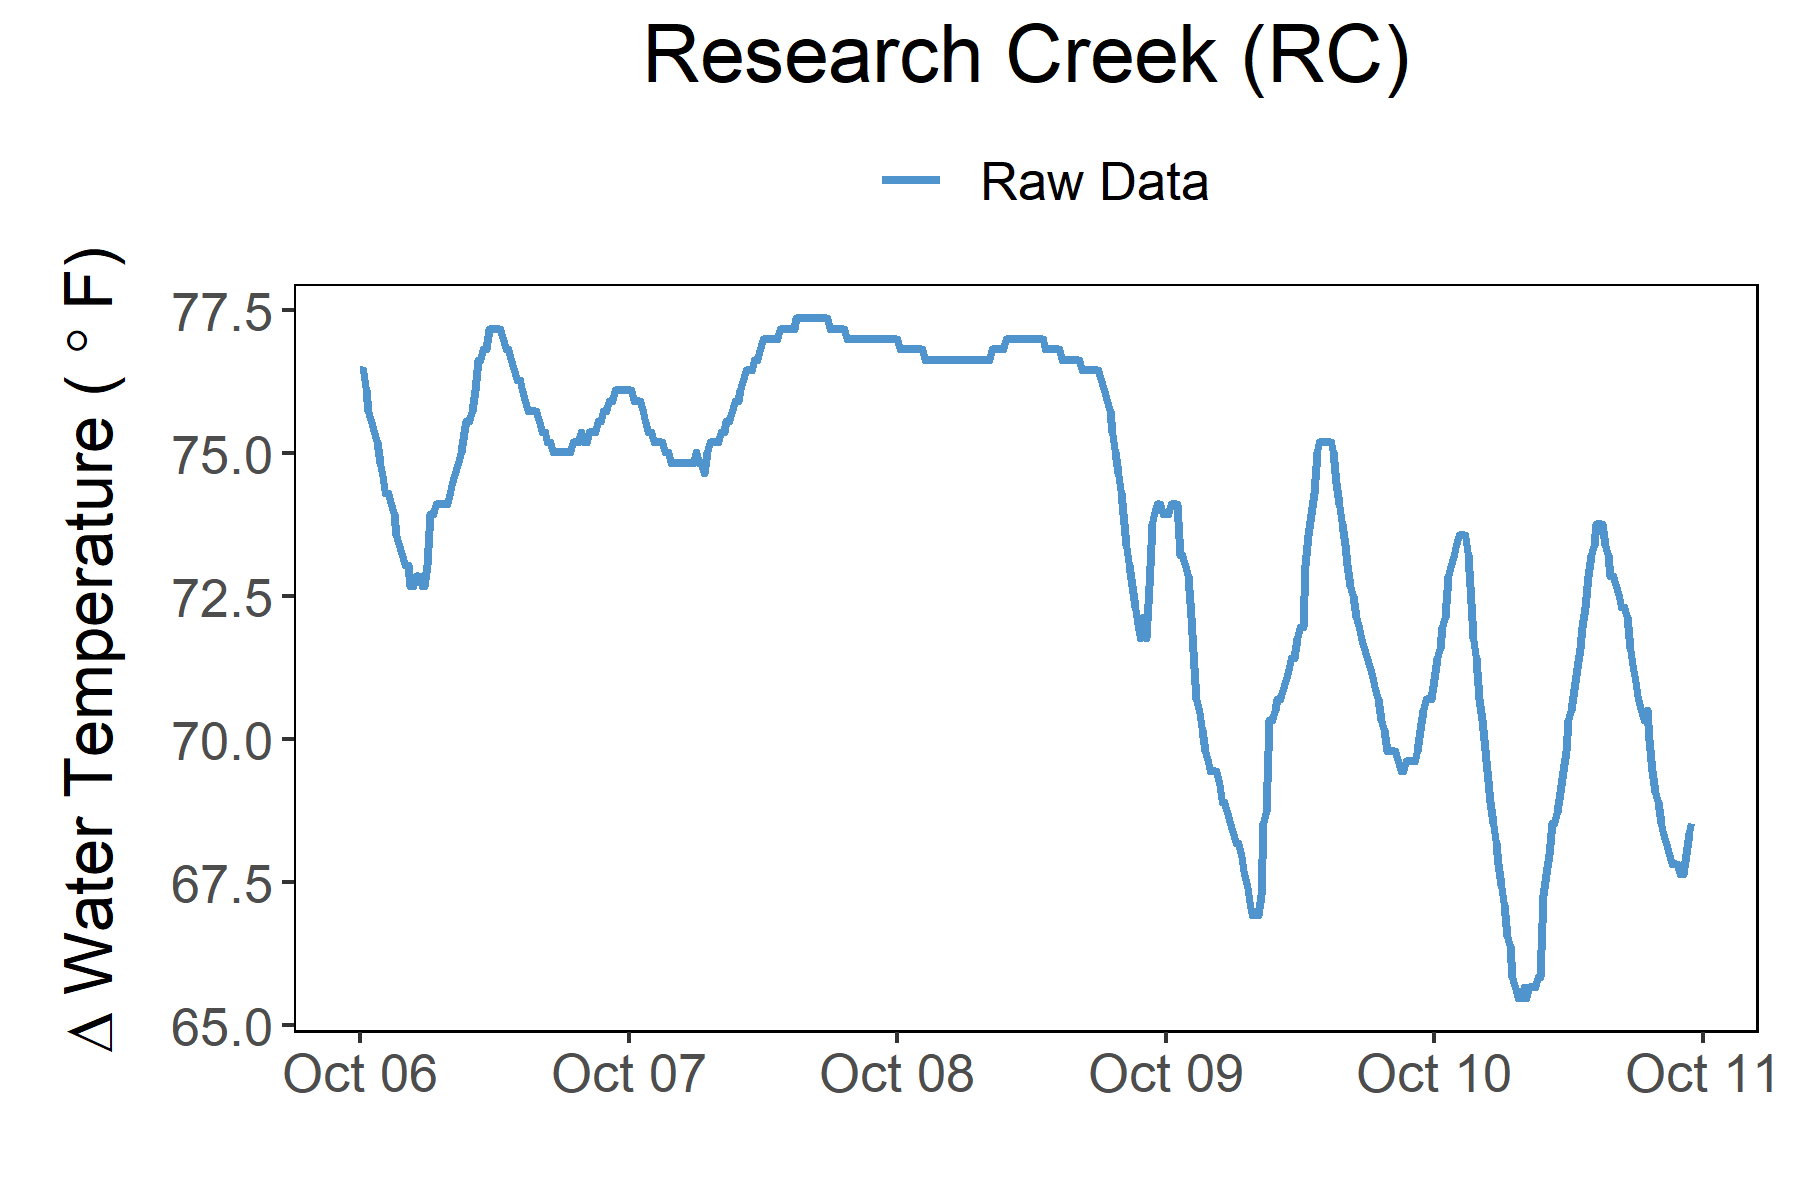 Research Creek (RC)
Raw Data
Δ Water Temperature ( ° F)
77.5
75.0
72.5
70.0
67.5
65.0
Oct 06 Oct 07 Oct 08 Oct 09 Oct 10 Oct 11